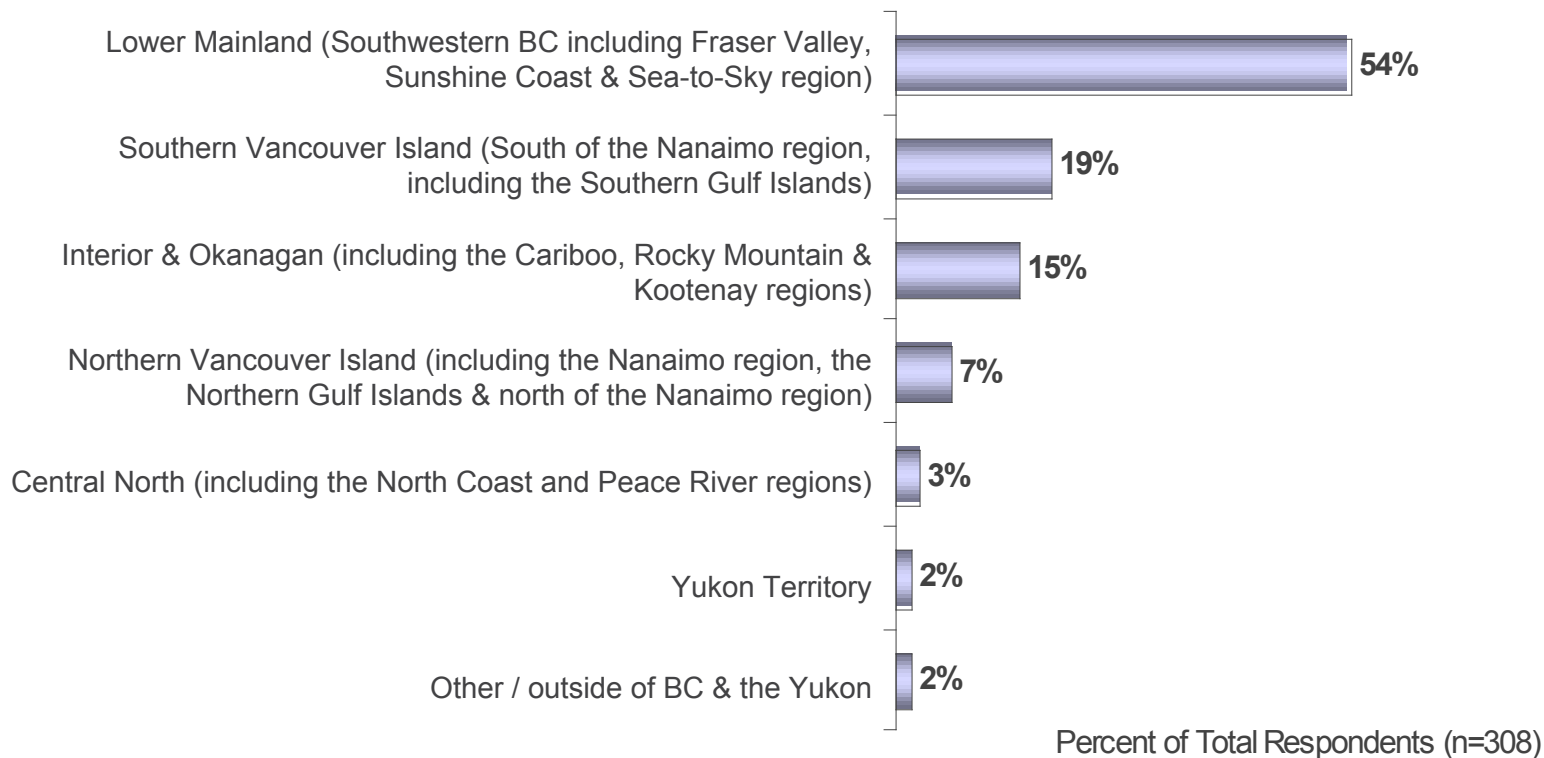 Lower Mainland (Southwestern BC including Fraser Valley,
Sunshine Coast & Sea-to-Sky region)
54%
Southern Vancouver Island (South of the Nanaimo region,
including the Southern Gulf Islands)
19%
Interior & Okanagan (including the Cariboo, Rocky Mountain &
Kootenay regions)
15%
Northern Vancouver Island (including the Nanaimo region, the
Northern Gulf Islands & north of the Nanaimo region)
7%
Central North (including the North Coast and Peace River regions)
3%
Yukon Territory
2%
Other / outside of BC & the Yukon
2%
Percent of Total Respondents (n=308)